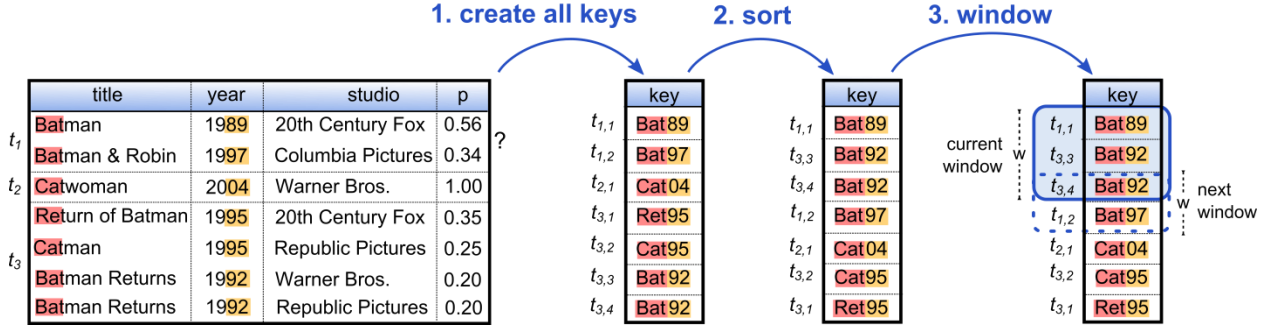 1. create all keys
2. sort
3. window
title year studio p
t1 Batman 1989 20th Century Fox 0.56 ?
Batman & Robin 1997 Columbia Pictures 0.34
t2 Catwoman 2004 Warner Bros. 1.00
Return of Batman 1995 20th Century Fox 0.35
t3 Catman 1995 Republic Pictures 0.25
Batman Returns 1992 Warner Bros. 0.20
Batman Returns 1992 Republic Pictures 0.20
key
t1,1 Bat89
t1,2 Bat97
t2,1 Cat04
t3,1 Ret95
t3,2 Cat95
t3,3 Bat92
t3,4 Bat92
key
t1,1 Bat89
t3,3 Bat92
t3,4 Bat92
t1,2 Bat97
t2,1 Cat04
t3,2 Cat95
t3,1 Ret95
current
window
w
key
t1,1 Bat89
t3,3 Bat92
t3,4 Bat92
t1,2 Bat97
t2,1 Cat04
t3,2 Cat95
t3,1 Ret95
w
next
window